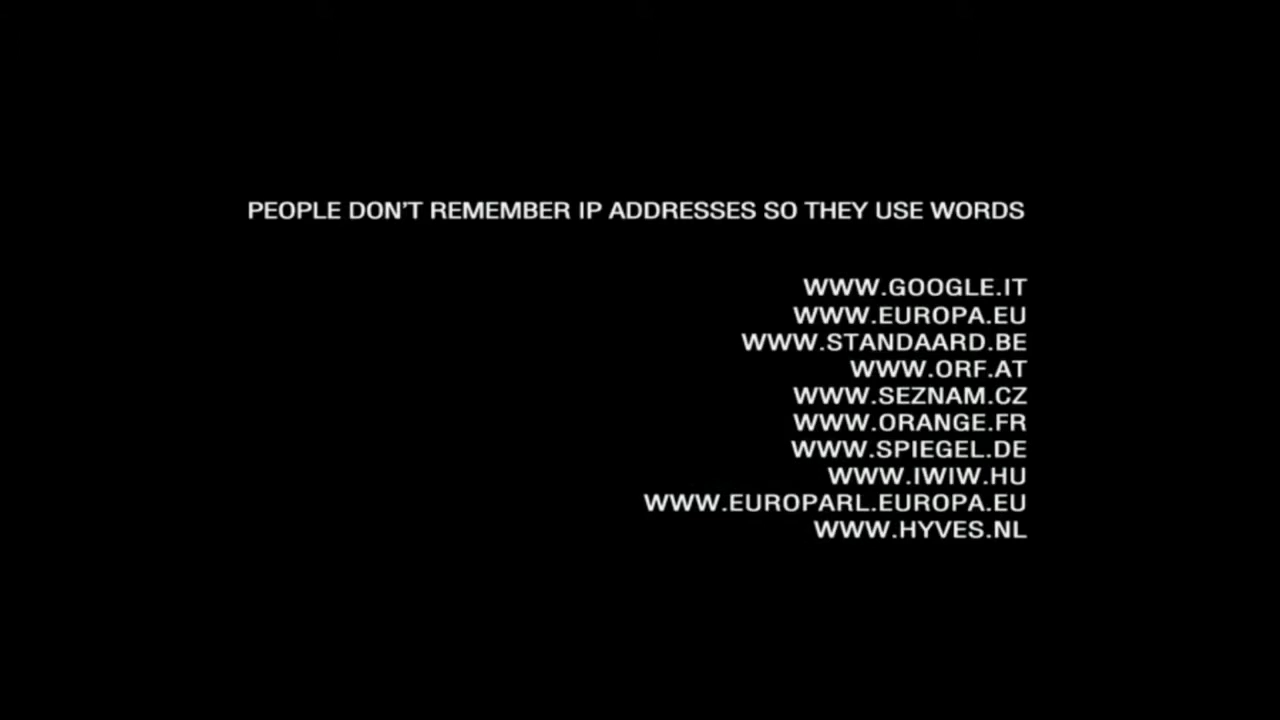 PEOPLE DON'T REMEMBER IP ADDRESSES SO THEY USE WORDS
WWW.GOOGLE.IT
WWW.EUROPA.EU
WWW.STANDAARD.BE
WWW.ORF.AT
WWW.SEZNAM.CZ
WWW.ORANGE.FR
WWW.SPIEGEL.DE
WWW.IWIW.HU
WWW.EUROPARL.EUROPA.EU
WWW.HYVES.NL